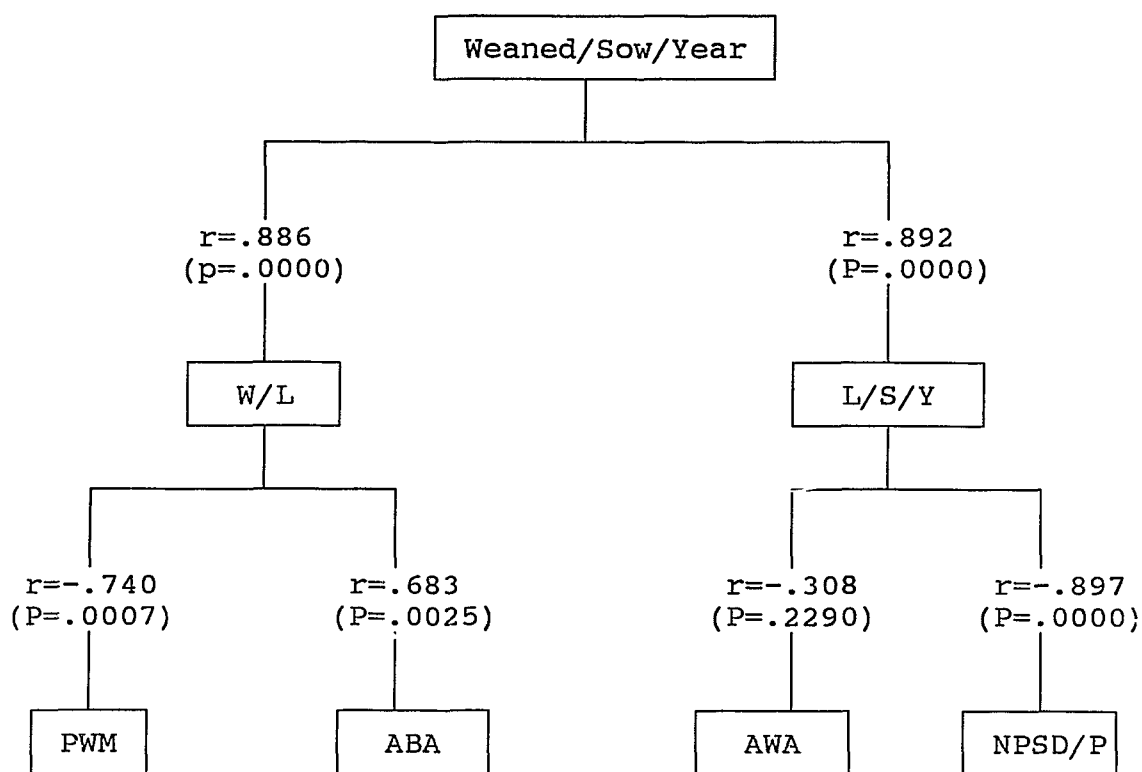 Weaned/Sow/Year
r=.886
(p=.0000)
r=.892
(P=.0000)
W/L
L/S/Y
r=-.740
(P=.0007)
r=.683
(P=.0025)
r=-.308
(P=.2290)
r=-.897
(P=.0000)
PWM
ABA
AWA
NPSD/P